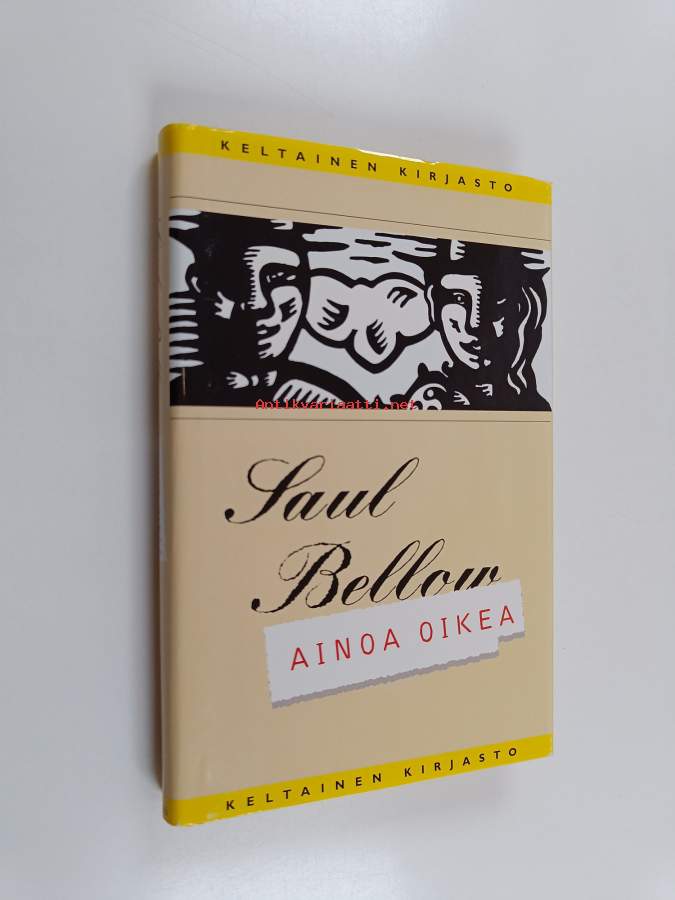 KELTAINEN KIRJASTO
Antikvariaatti.net
Saul
Bellow
AINOA OIKEA
KELTAINEN KIRJASTO